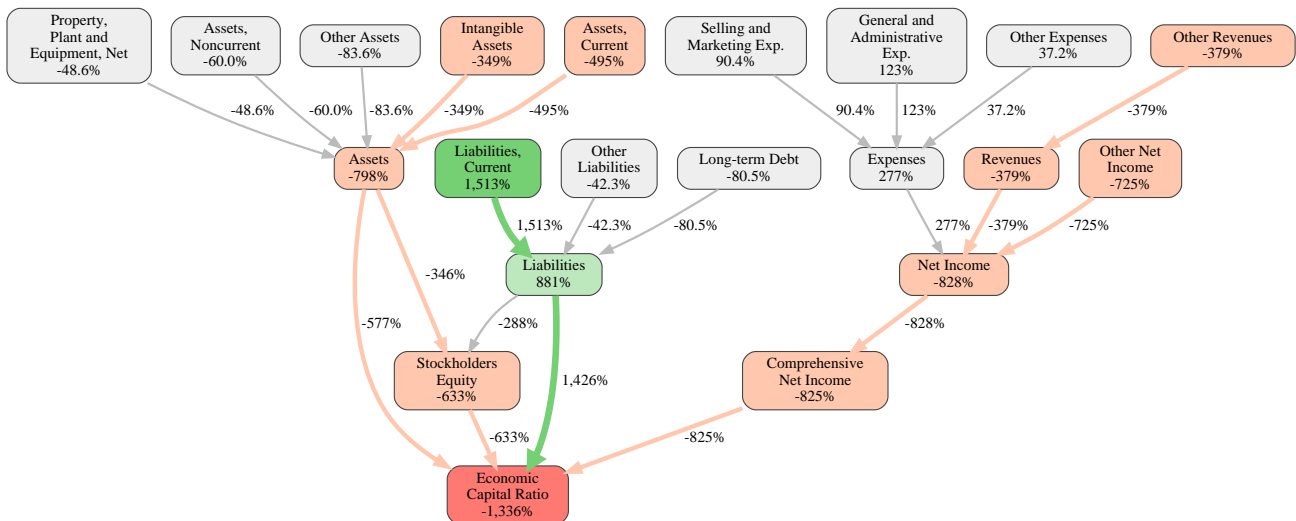 Property,
Plant and
Equipment, Net
-48.6%
Assets,
Noncurrent
-60.0%
Other Assets
-83.6%
Intangible
Assets
-349%
Assets,
Current
-495%
Selling and
Marketing Exp.
90.4%
General and
Administrative
Exp.
123%
Other Expenses
37.2%
Other Revenues
-379%
-48.6%
-60.0%
-83.6%
-349%
-495%
90.4%
123%
37.2%
-379%
Assets
-798%
Liabilities,
Current
1,513%
Other
Liabilities
-42.3%
Long-term Debt
-80.5%
Expenses
277%
Revenues
-379%
Other Net
Income
-725%
1,513%
-42.3%
-80.5%
277%
-379%
-725%
-346%
Liabilities
881%
Net Income
-828%
-577%
-288%
-828%
Stockholders
Equity
-633%
1,426%
Comprehensive
Net Income
-825%
-633%
-825%
Economic
Capital Ratio
-1,336%